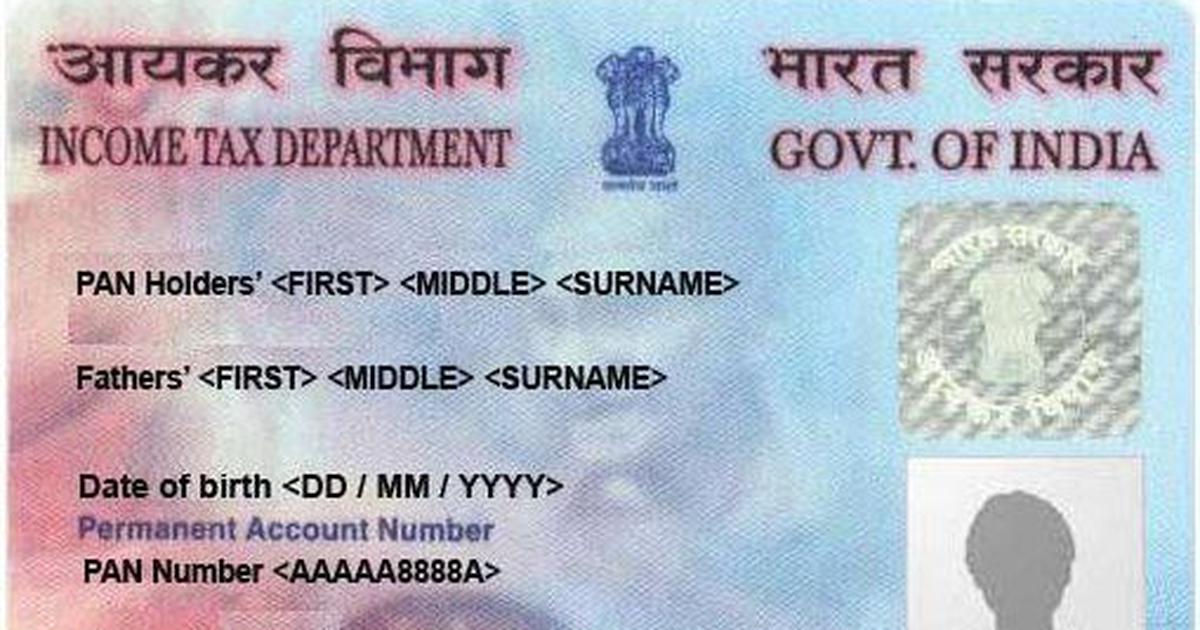 आयकर विभाग
भारत सरकार
INCOME TAX DEPARTMENT
GOVT. OF INDIA
सत्यमेव जयते
PAN Holders’ <FIRST> <MIDDLE> <SURNAME>
भारत सरकार
Fathers’ <FIRST> <MIDDLE> <SURNAME>
Date of birth <DD / MM / YYYY>
Permanent Account Number
PAN Number <AAAAA8888A>